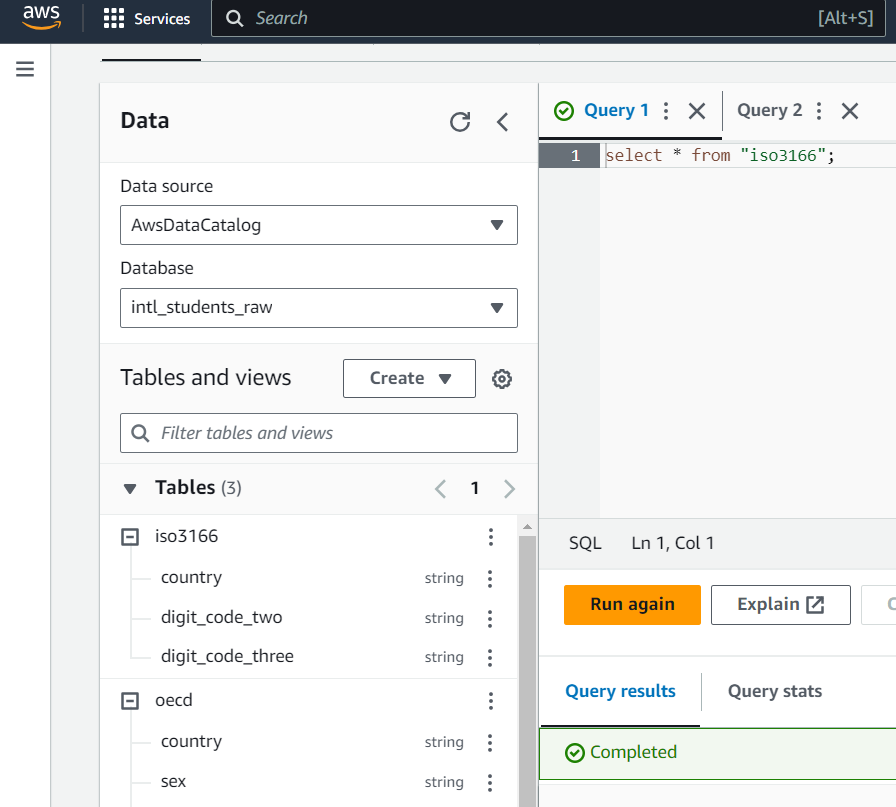 aws Services Search [Alt+S]
Data
Data source
AwsDataCatalog
Database
intl_students_raw
Tables and views Create
Filter tables and views
Tables (3) 1
iso3166
country string
digit_code_two string
digit_code_three string
oecd
country string
sex string
Query 1 Query 2
1 select * from "iso3166";
SQL Ln 1, Col 1
Run again Explain
Query results Query stats
Completed